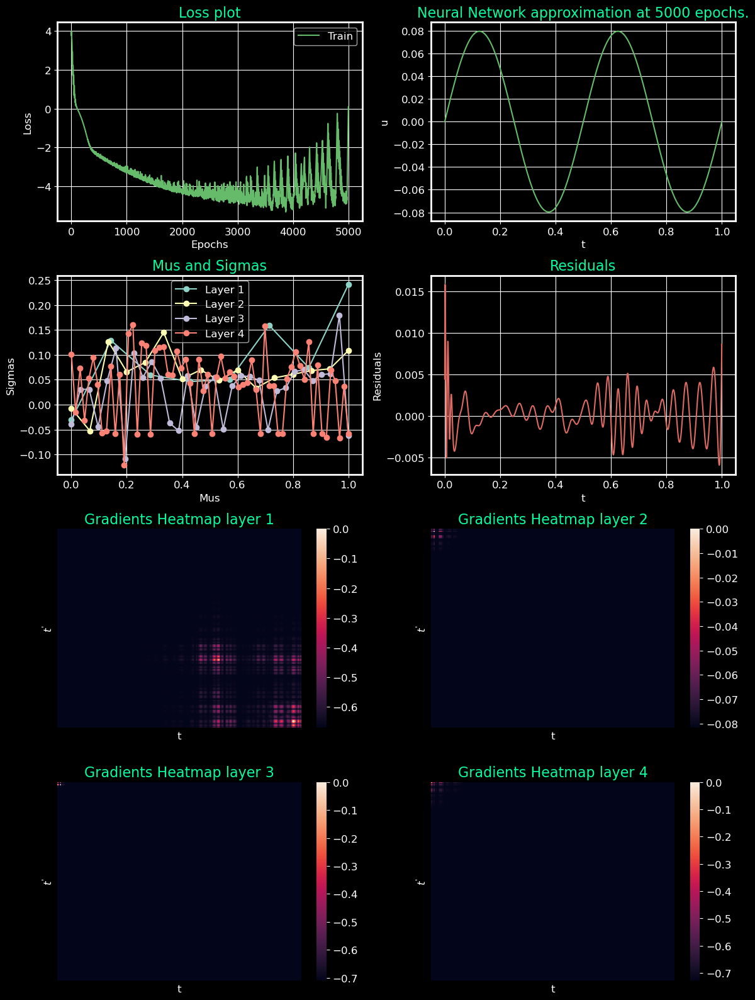 Loss plot
4
2
0
−2
−4
Loss
Train
0
1000
2000
3000
4000
5000
Epochs
Neural Network approximation at 5000 epochs.
0.08
0.06
0.04
0.02
0.00
−0.02
−0.04
−0.06
−0.08
u
0.0
0.2
0.4
0.6
0.8
1.0
t
Mus and Sigmas
0.25
0.20
0.15
0.10
0.05
0.00
−0.05
−0.10
Sigmas
Layer 1
Layer 2
Layer 3
Layer 4
0.0
0.2
0.4
0.6
0.8
1.0
Mus
Residuals
0.015
0.010
0.005
0.000
−0.005
Residuals
0.0
0.2
0.4
0.6
0.8
1.0
t
Gradients Heatmap layer 1
t'
t
0.0
−0.1
−0.2
−0.3
−0.4
−0.5
−0.6
Gradients Heatmap layer 2
t'
t
0.00
−0.01
−0.02
−0.03
−0.04
−0.05
−0.06
−0.07
−0.08
Gradients Heatmap layer 3
t'
t
0.0
−0.1
−0.2
−0.3
−0.4
−0.5
−0.6
−0.7
Gradients Heatmap layer 4
t'
t
0.0
−0.1
−0.2
−0.3
−0.4
−0.5
−0.6
−0.7